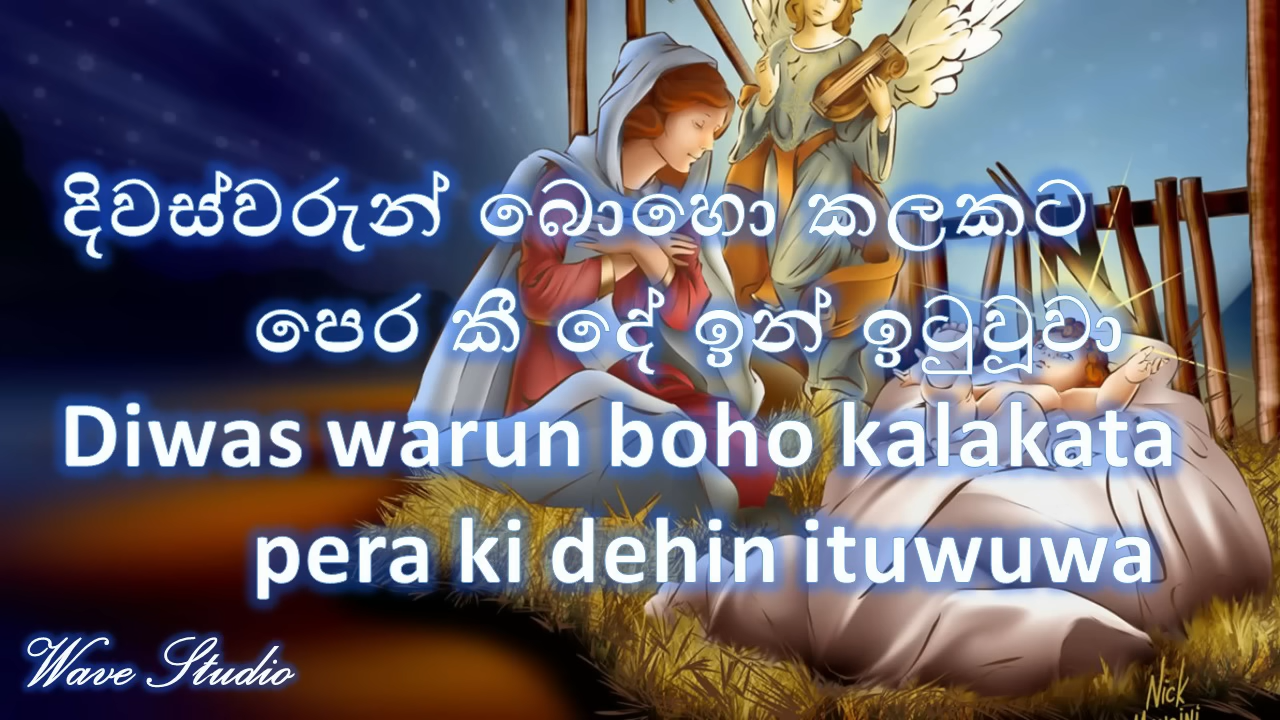 දිවස්වරුන් බොහො කලකට
පෙර කී දේ ඉන් ඉටුවූවා
Diwas warun boho kalakata
pera ki dehin ituwuwa
Wave Studio
Nick